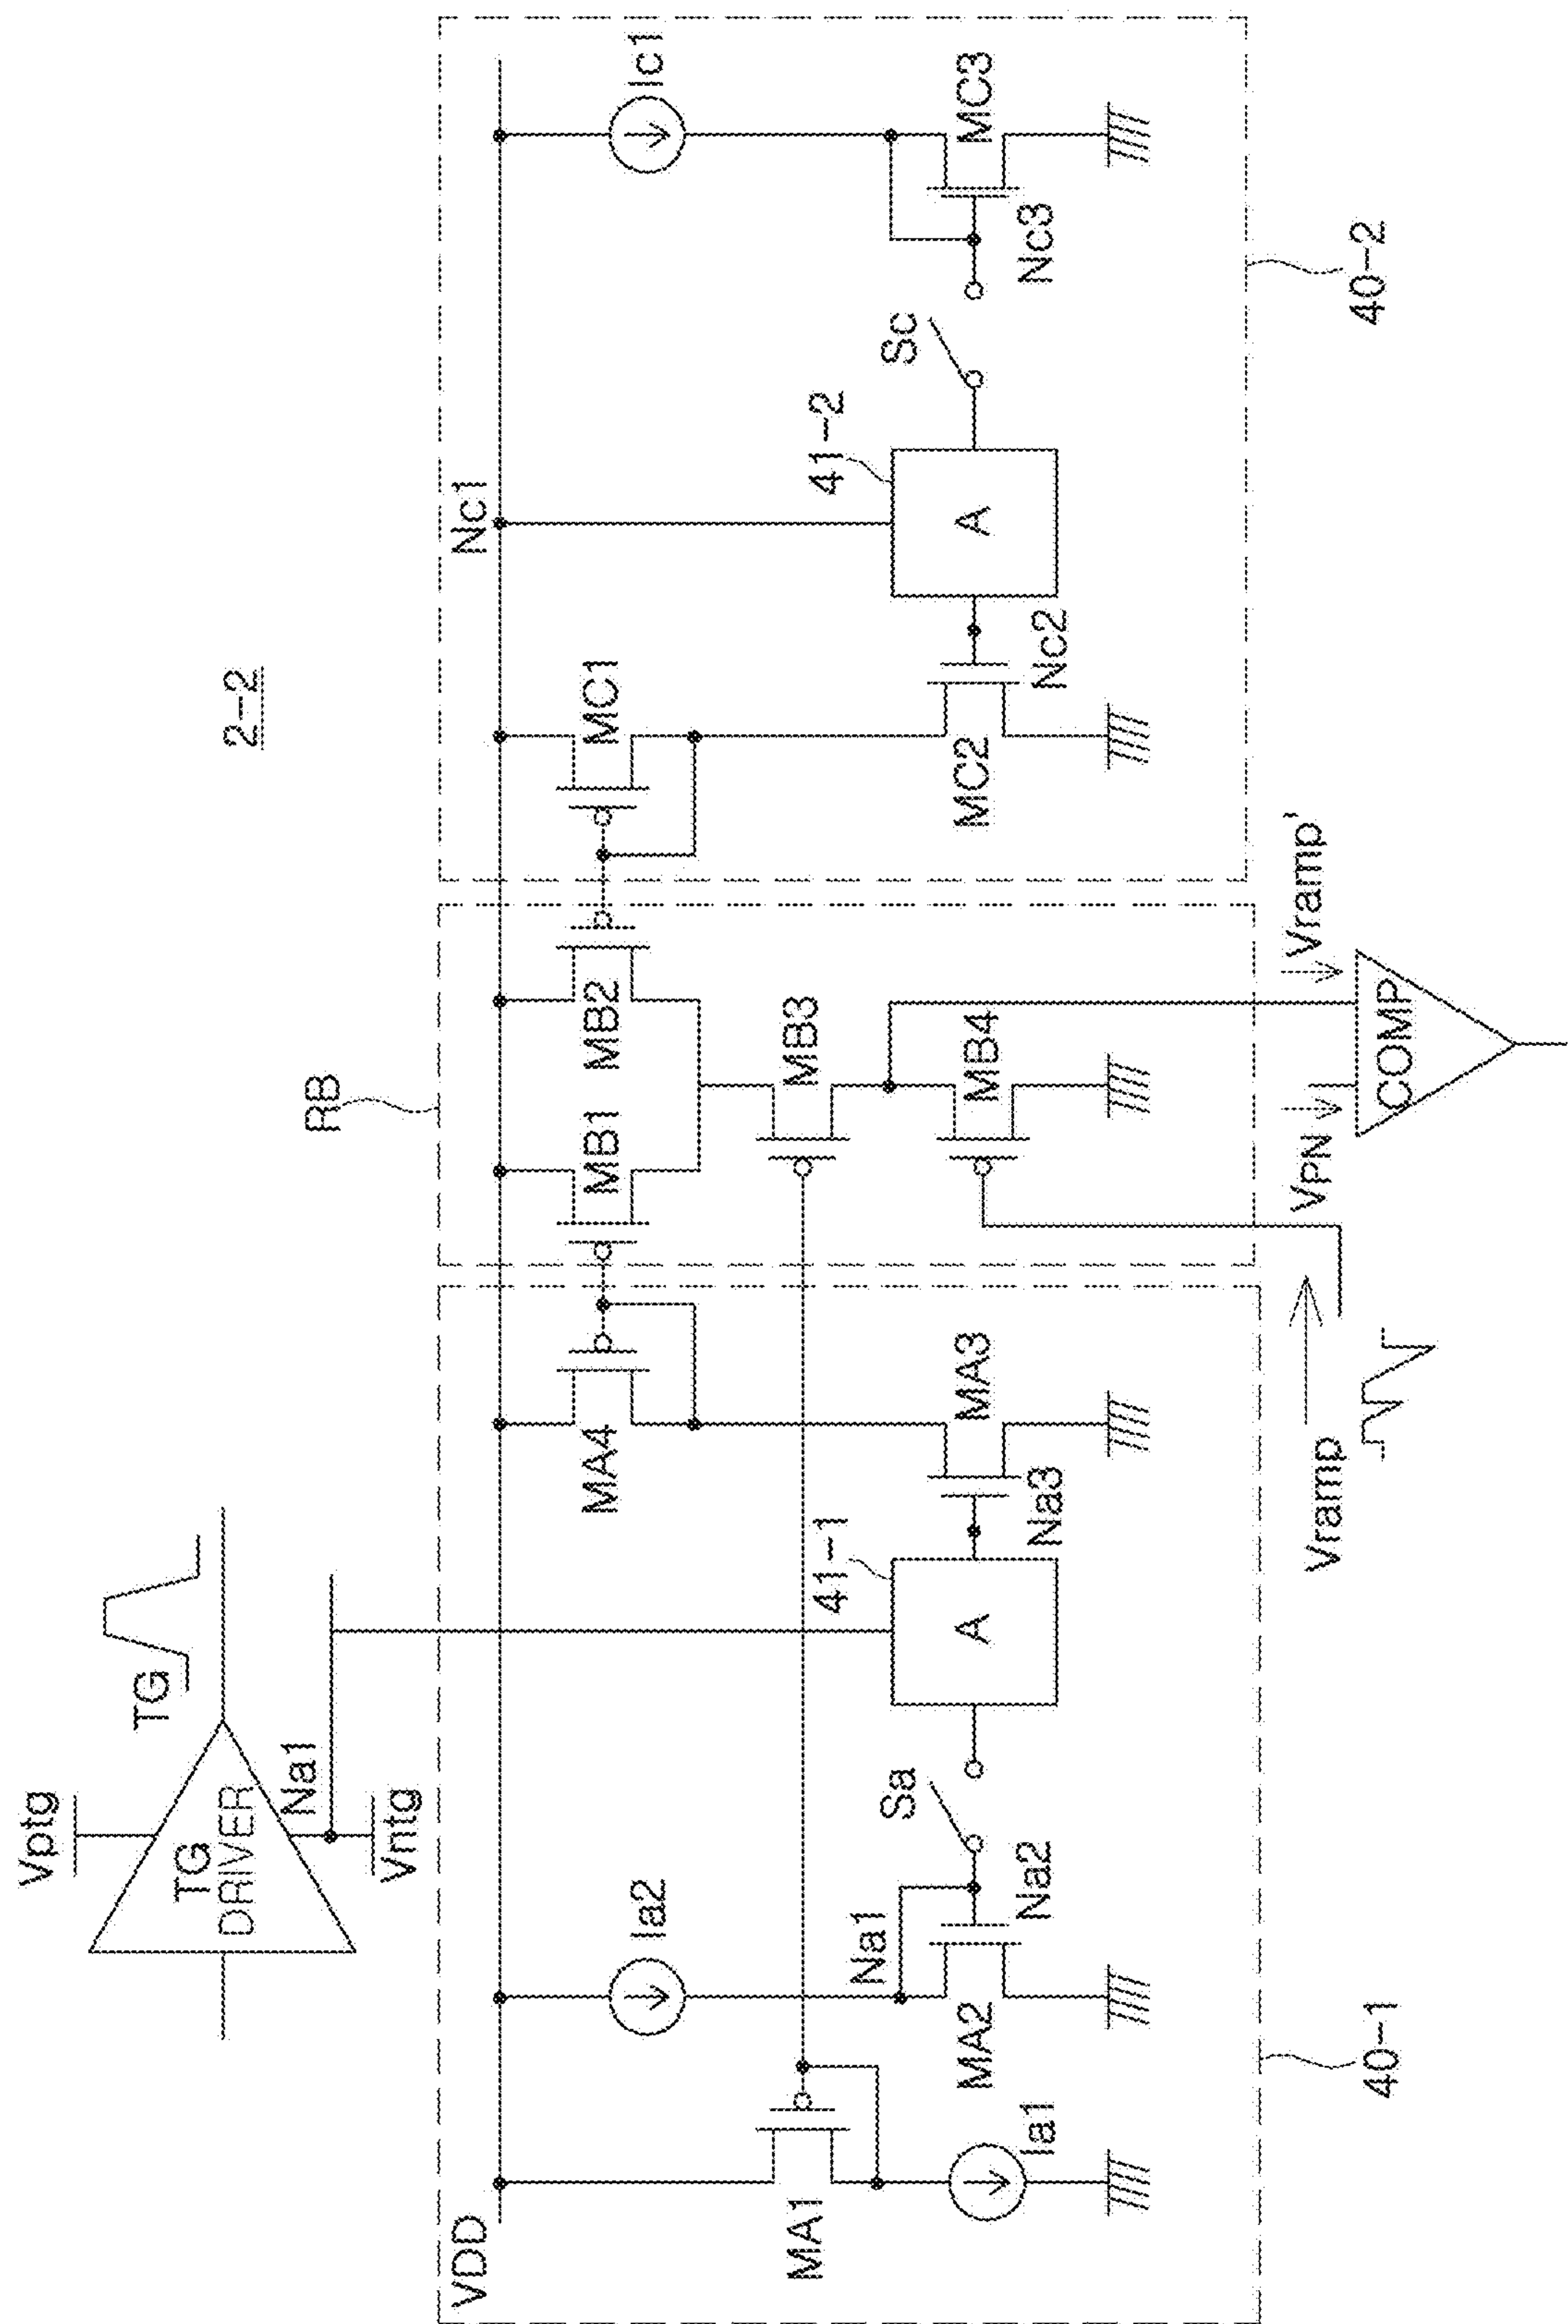 2-2
Vptg
TG
TG
DRIVER
Na1
Vntg
RB
VDD
Nc1
MA4
MB1
MB2
MC1
Ia2
Ic1
MA1
MB3
Na1
Sa
41-1
A
MA3
MB4
MC2
41-2
A
Sc
MC3
Ia1
MA2
Na2
Na3
Nc2
Nc3
40-1
Vramp
VPN
Vramp'
COMP
40-2